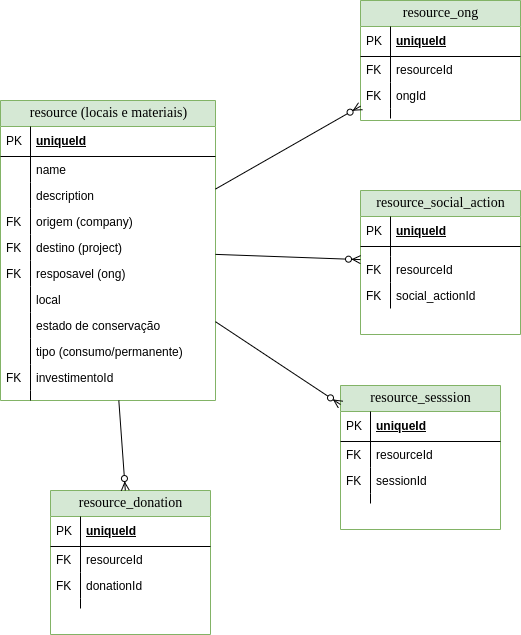 resource_ong
PK uniqueId
FK resourceId
FK ongId
resource (locais e materiais)
PK uniqueId
name
description
FK origem (company)
FK destino (project)
FK resposavel (ong)
local
estado de conservação
tipo (consumo/permanente)
FK investimentoId
resource_social_action
PK uniqueId
FK resourceId
FK social_actionId
resource_sesssion
PK uniqueId
FK resourceId
FK sessionId
resource_donation
PK uniqueId
FK resourceId
FK donationId